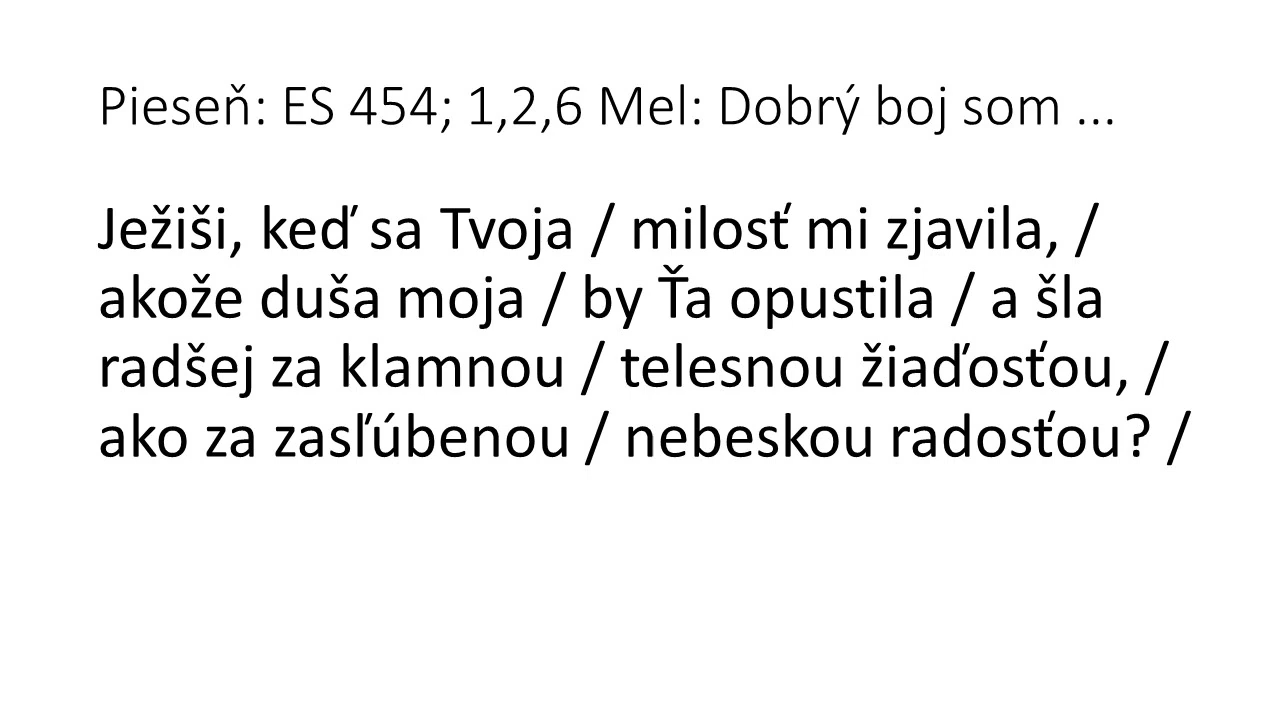 Pieseň: ES 454; 1,2,6 Mel: Dobrý boj som ...
Ježiši, keď sa Tvoja / milosť mi zjavila, /
akože duša moja / by Ťa opustila / a šla
radšej za klamnou / telesnou žiaďosťou, /
ako za zasľúbenou / nebeskou radosťou? /